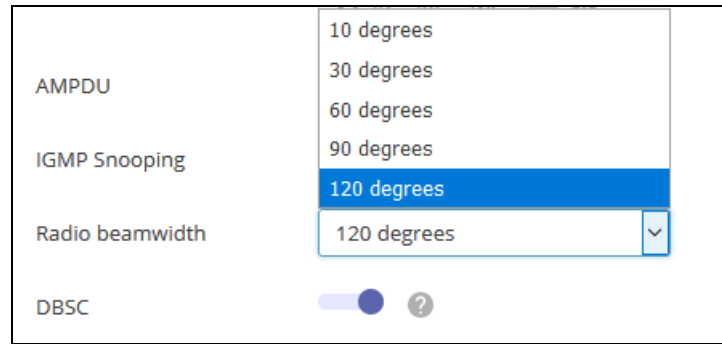 10 degrees
30 degrees
AMPDU
60 degrees
90 degrees
IGMP Snooping
120 degrees
Radio beamwidth
120 degrees
DBSC
?